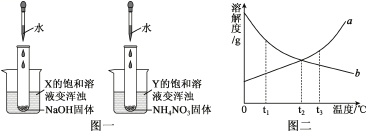 水
水
X的饱和溶
液变浑浊
NaOH固体
Y的饱和溶
液变浑浊
NH₄NO₃固体
图一
溶
解
度
/g
a
b
0
t₁
t₂
t₃
温度/℃
图二